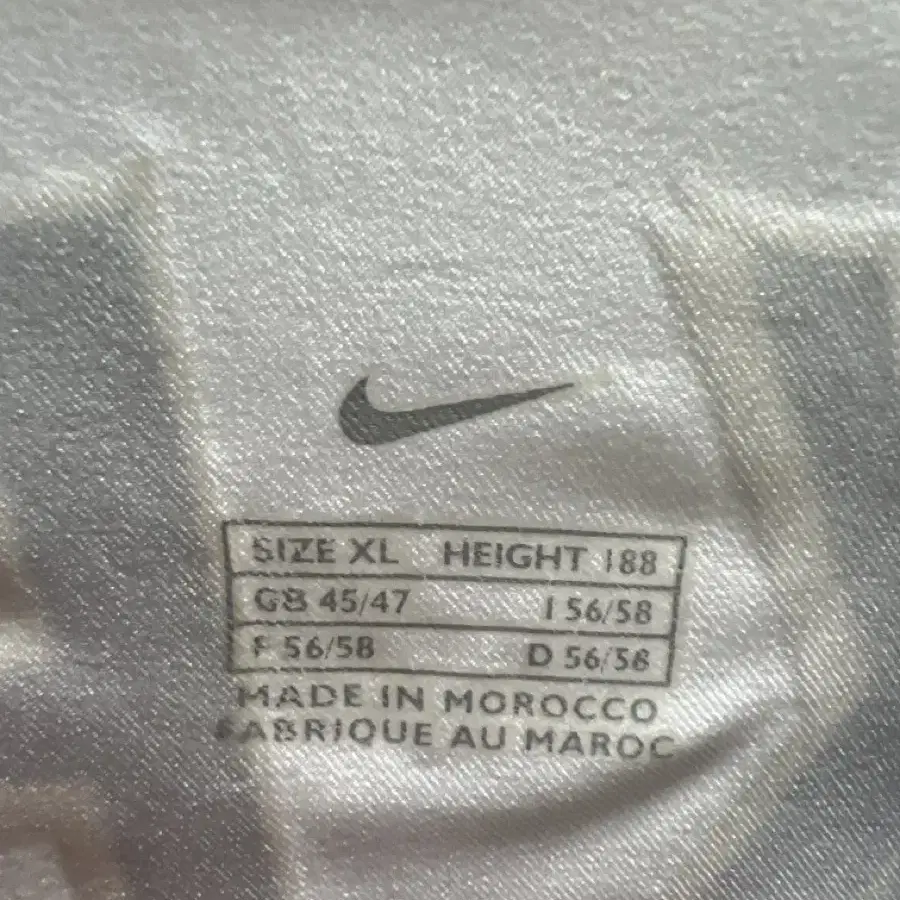 SIZE XL HEIGHT 188
GB 45/47 I 56/58
F 56/58 D 56/58
MADE IN MOROCCO
FABRIQUE AU MAROC